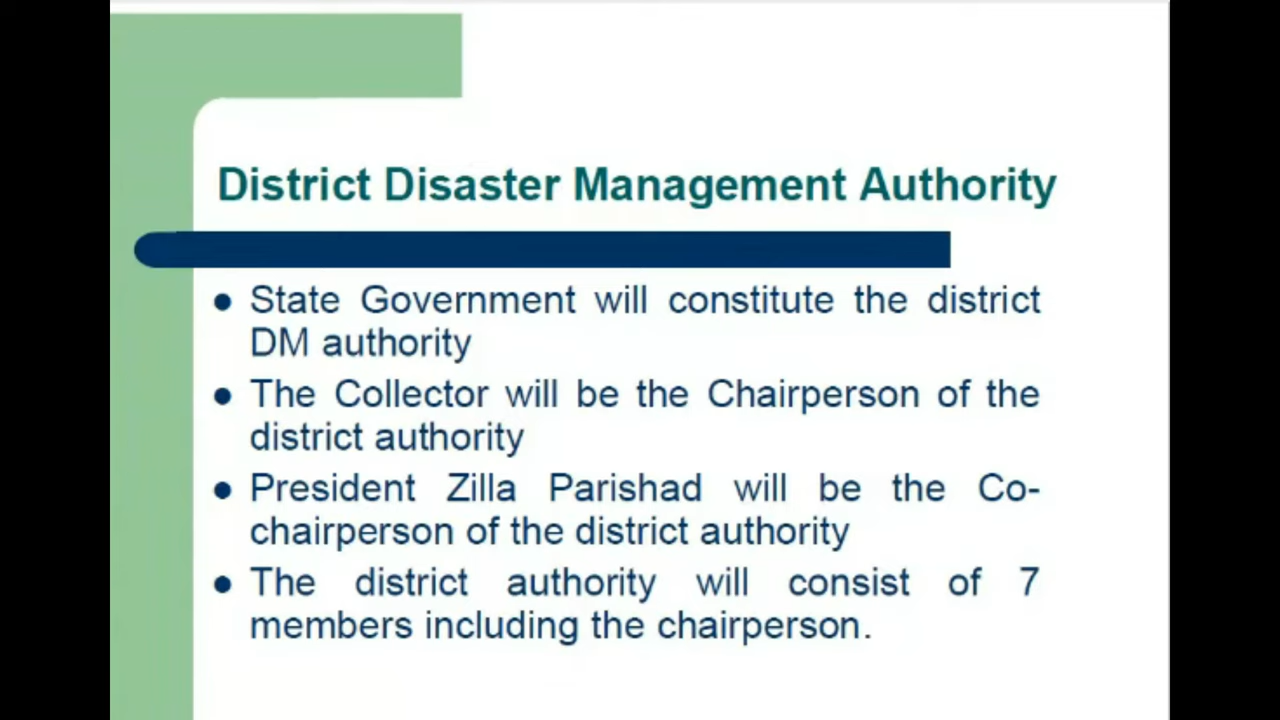 District Disaster Management Authority
● State Government will constitute the district
DM authority
● The Collector will be the Chairperson of the
district authority
● President Zilla Parishad will be the Co-
chairperson of the district authority
● The district authority will consist of 7
members including the chairperson.